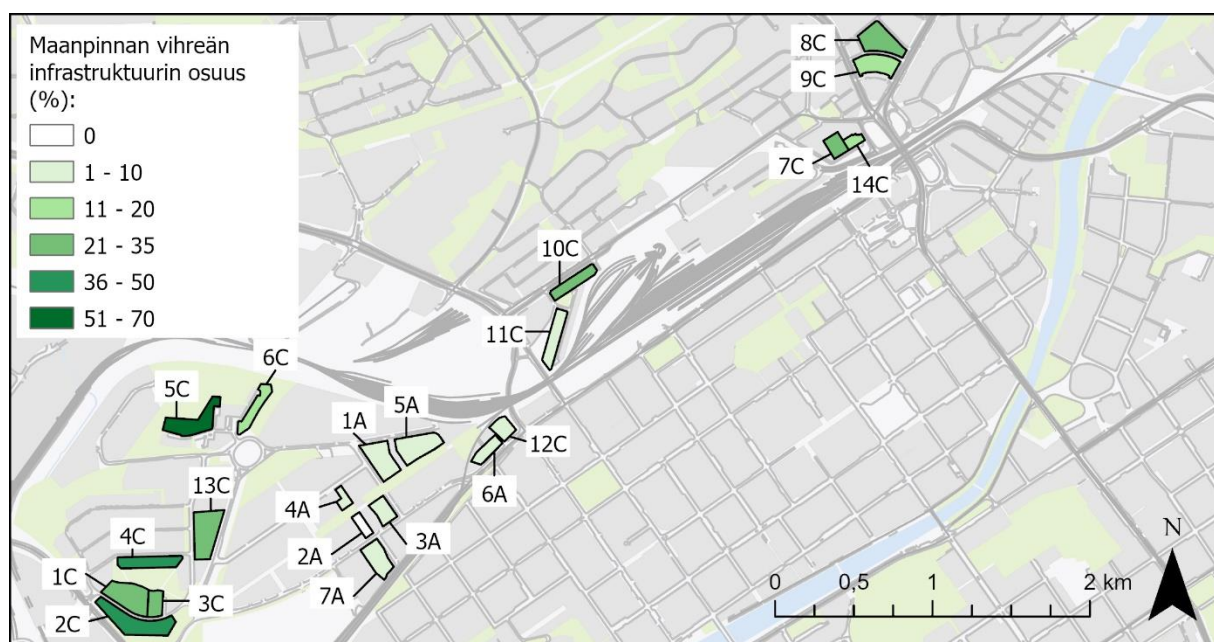 Maanpinnan vihreän
infrastruktuurin osuus
(%):
0
1 - 10
11 - 20
21 - 35
36 - 50
51 - 70
8C
9C
7C
14C
10C
11C
6C
5C
1A
5A
12C
6A
13C
4A
3A
2A
4C
7A
1C
3C
2C
N
0
0,5
1
2 km